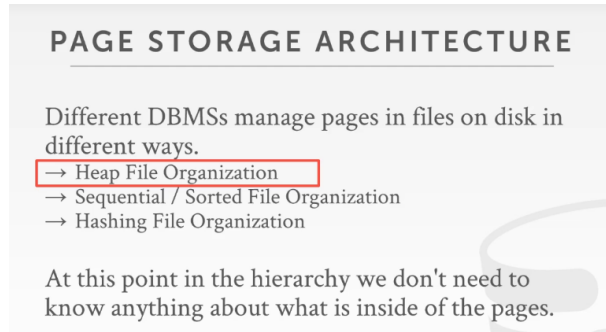 PAGE STORAGE ARCHITECTURE
Different DBMSs manage pages in files on disk in
different ways.
→ Heap File Organization
→ Sequential / Sorted File Organization
→ Hashing File Organization
At this point in the hierarchy we don't need to
know anything about what is inside of the pages.